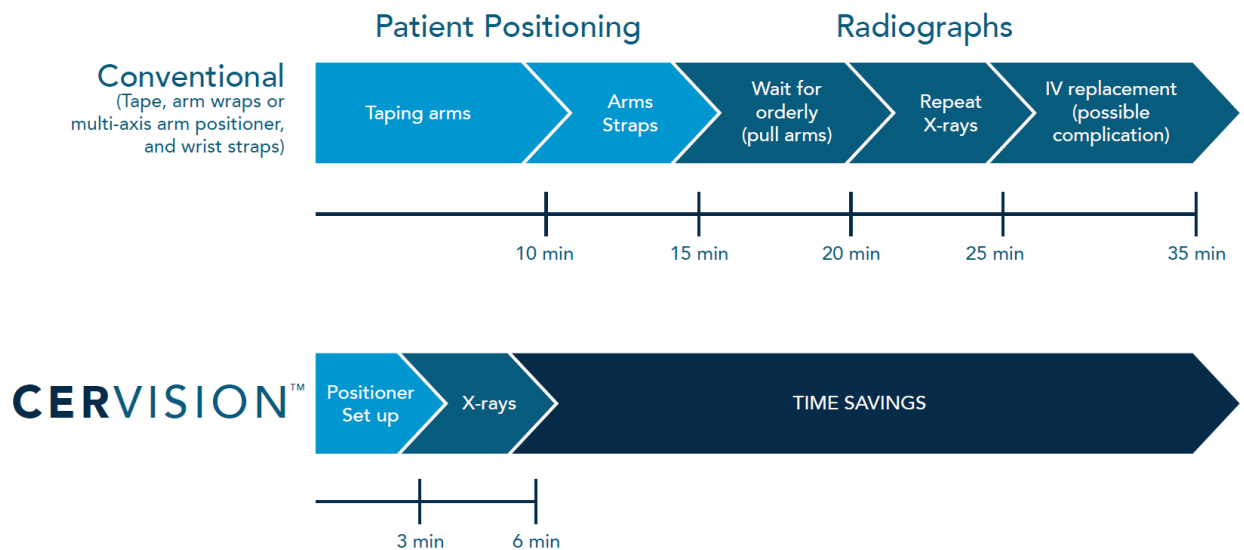 Patient Positioning
Radiographs
Conventional
(Tape, arm wraps or
multi-axis arm positioner,
and wrist straps)
Taping arms
Arms
Straps
Wait for
orderly
(pull arms)
Repeat
X-rays
IV replacement
(possible
complication)
10 min
15 min
20 min
25 min
35 min
CERVISION™
Positioner
Set up
X-rays
TIME SAVINGS
3 min
6 min